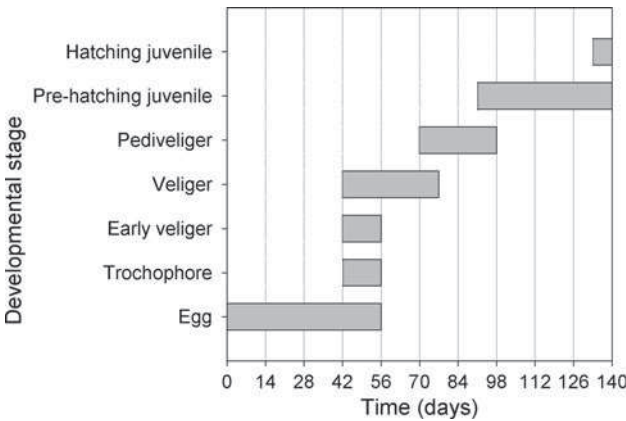 Developmental stage
Hatching juvenile
Pre-hatching juvenile
Pediveliger
Veliger
Early veliger
Trochophore
Egg
0 14 28 42 56 70 84 98 112 126 140
Time (days)